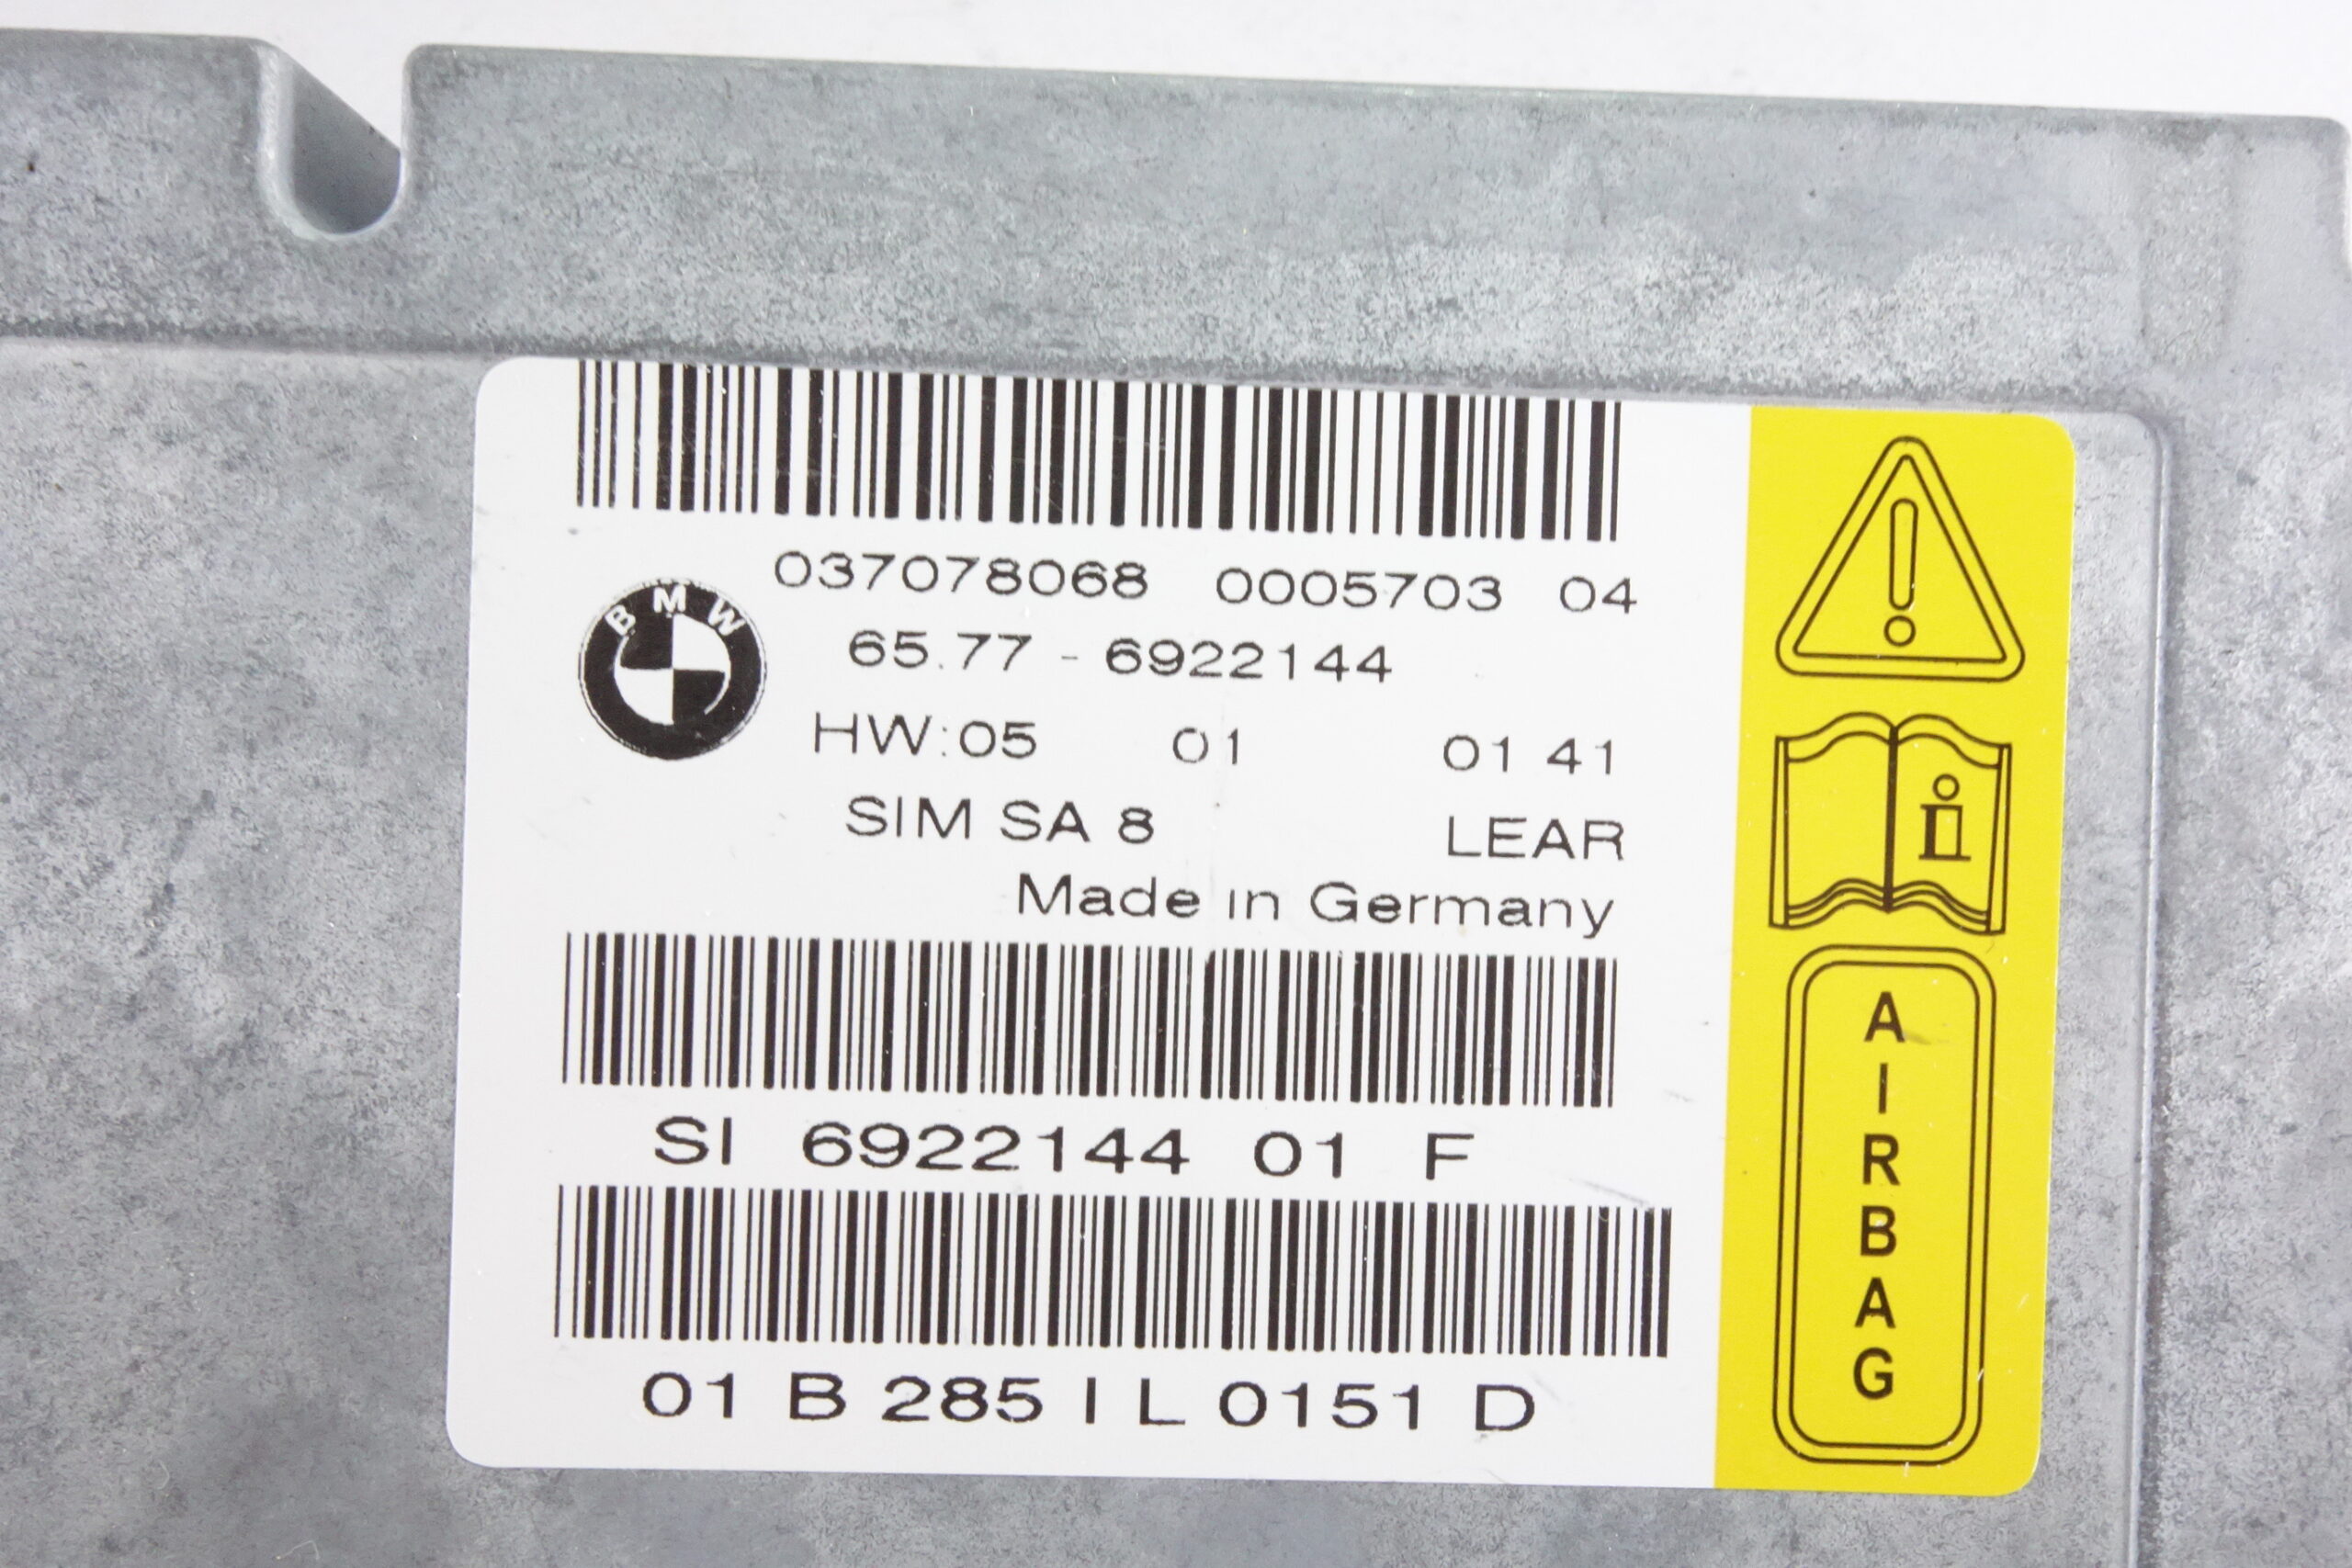 037078068 0005703 04
BMW
65.77 - 6922144
HW:05 01 01 41
SIM SA 8 LEAR
Made in Germany
SI 6922144 01 F
01 B 285 I L 0151 D
i
AIRBAG